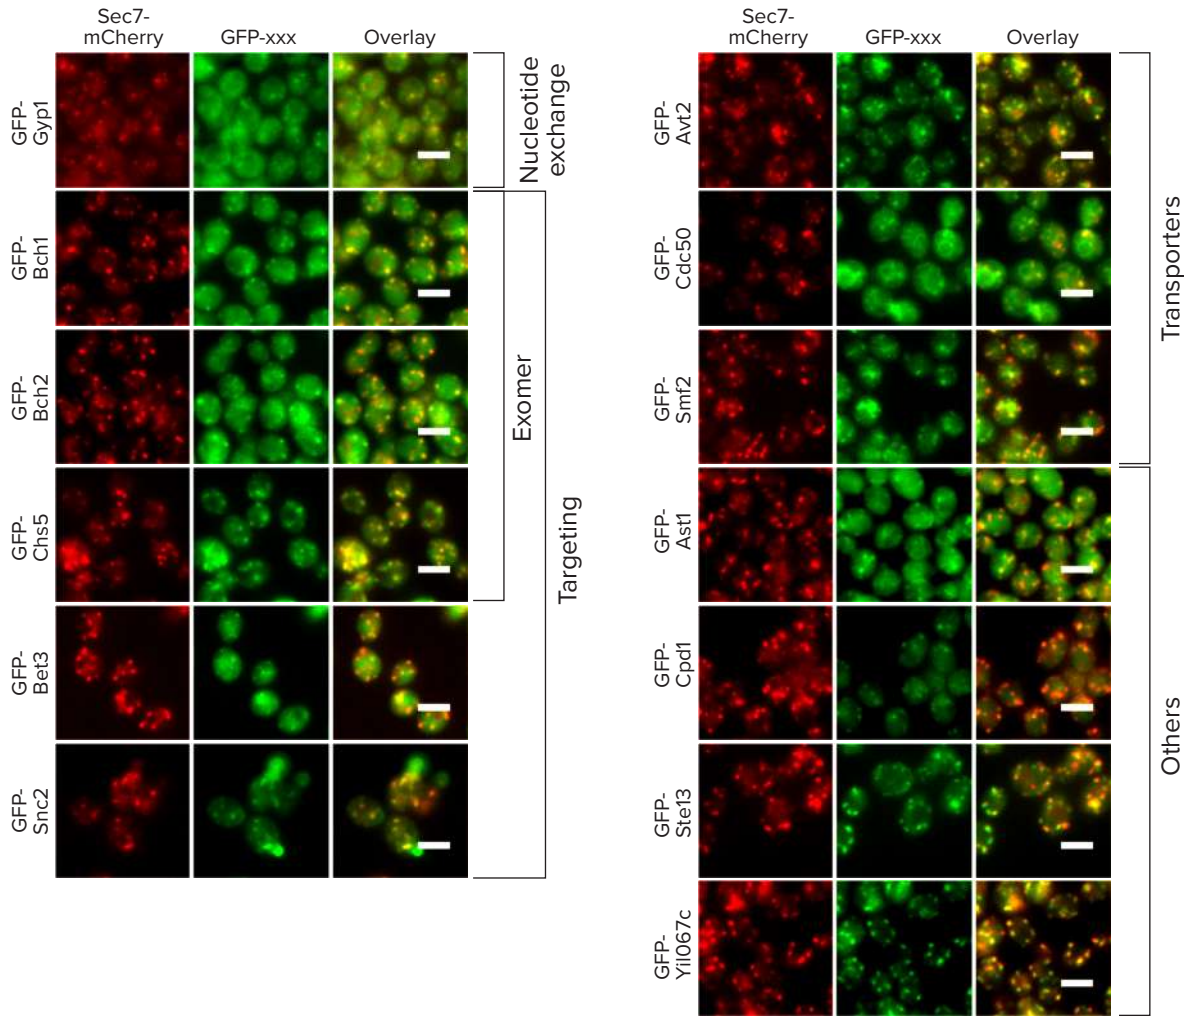 Sec7-
mCherry
GFP-xxx
Overlay
GFP-
Gyp1
Nucleotide
exchange
GFP-
Bch1
GFP-
Bch2
GFP-
Chs5
Exomer
GFP-
Bet3
GFP-
Snc2
Targeting
Sec7-
mCherry
GFP-xxx
Overlay
GFP-
Avt2
GFP-
Cdc50
GFP-
Smf2
Transporters
GFP-
Ast1
GFP-
Cpd1
GFP-
Ste13
GFP-
Yil067c
Others